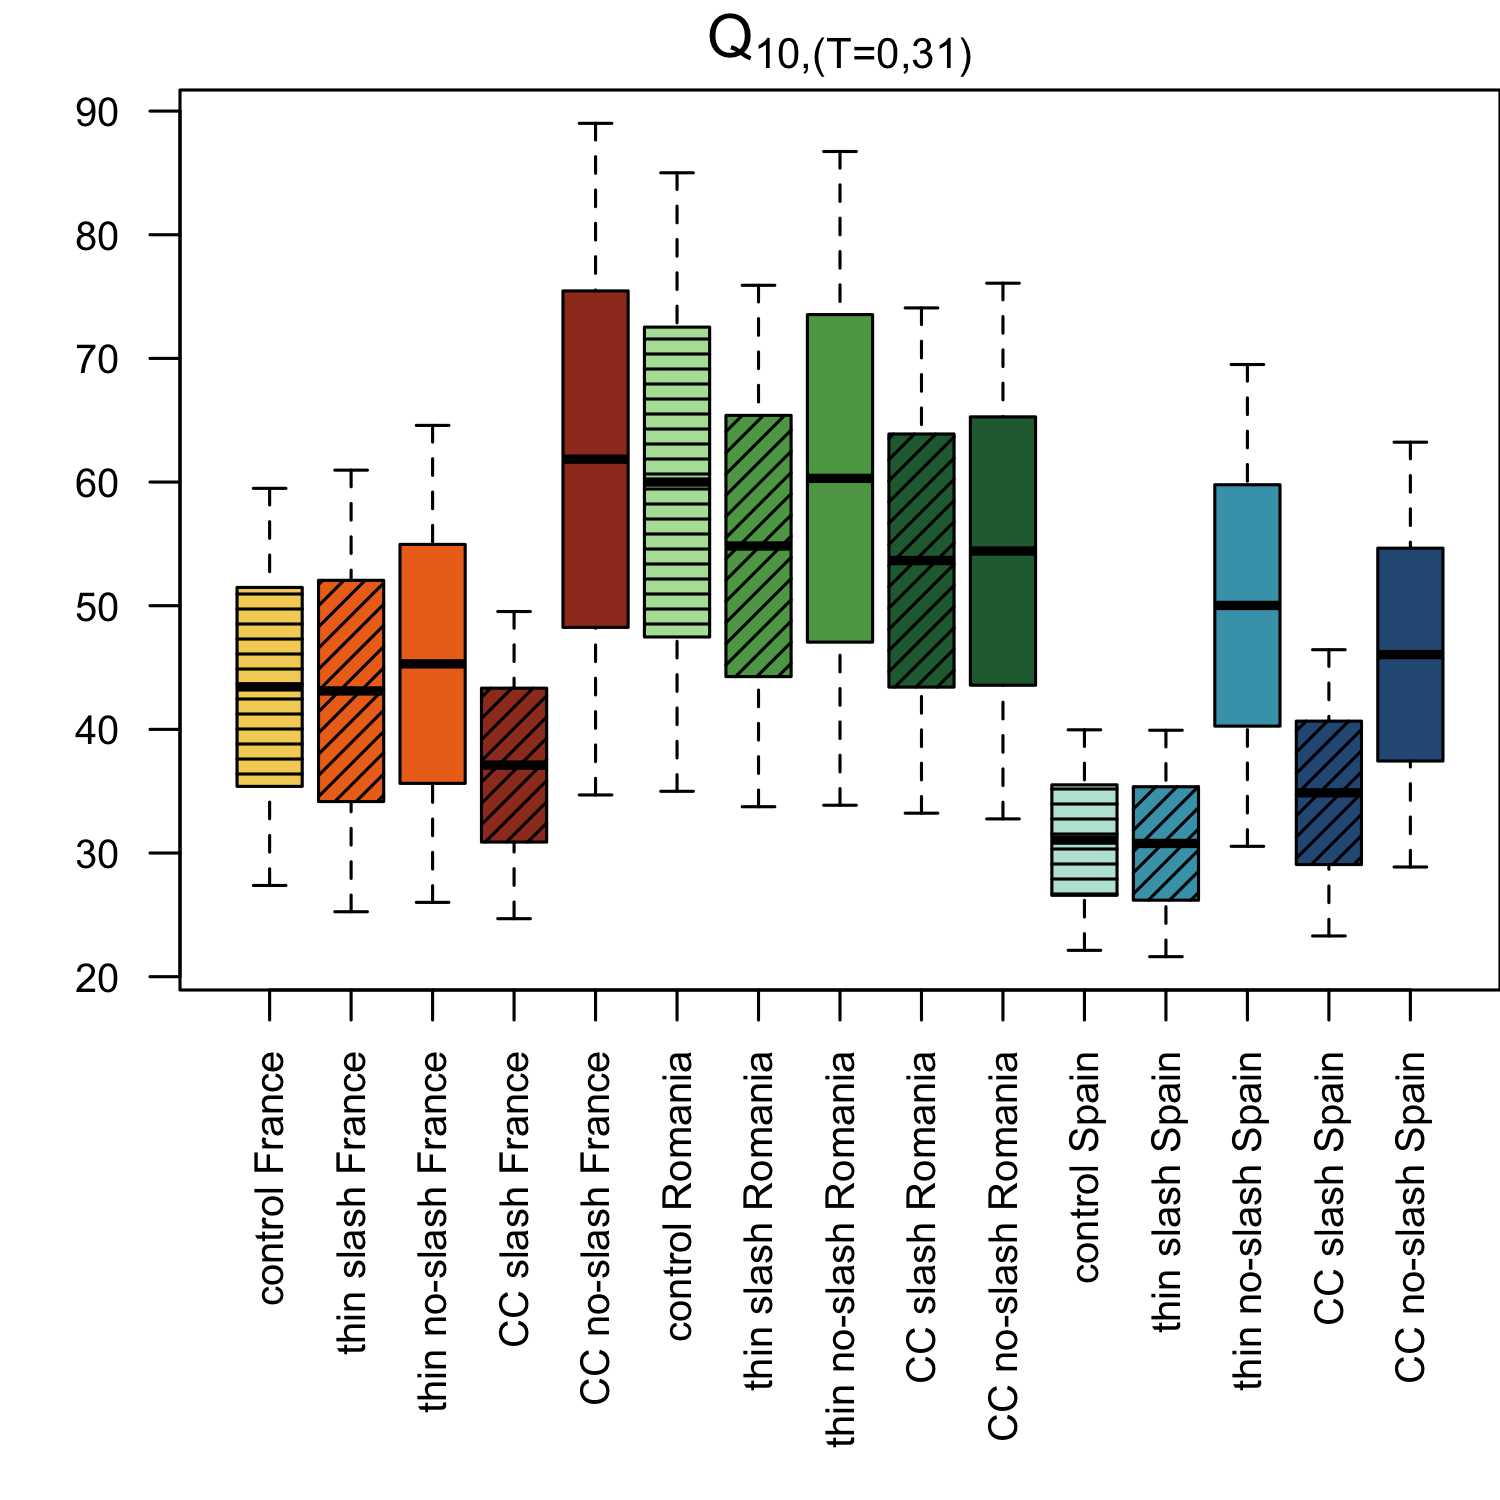 Q10,(T=0,31)
90
80
70
60
50
40
30
20
control France
thin slash France
thin no-slash France
CC slash France
CC no-slash France
control Romania
thin slash Romania
thin no-slash Romania
CC slash Romania
CC no-slash Romania
control Spain
thin slash Spain
thin no-slash Spain
CC slash Spain
CC no-slash Spain